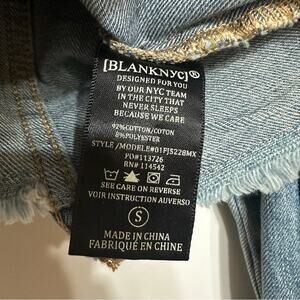 [BLANKNYC]®
DESIGNED FOR YOU
BY OUR NYC TEAM
IN THE CITY THAT
NEVER SLEEPS
BECAUSE WE CARE
92%COTTON/COTON
8%POLYESTER
STYLE/MODELE#01FJ5228MX
PO#113726
RN# 114542
SEE CARE ON REVERSE
VOIR INSTRUCTION AUVERSO
S
MADE IN CHINA
FABRIQUÉ EN CHINE